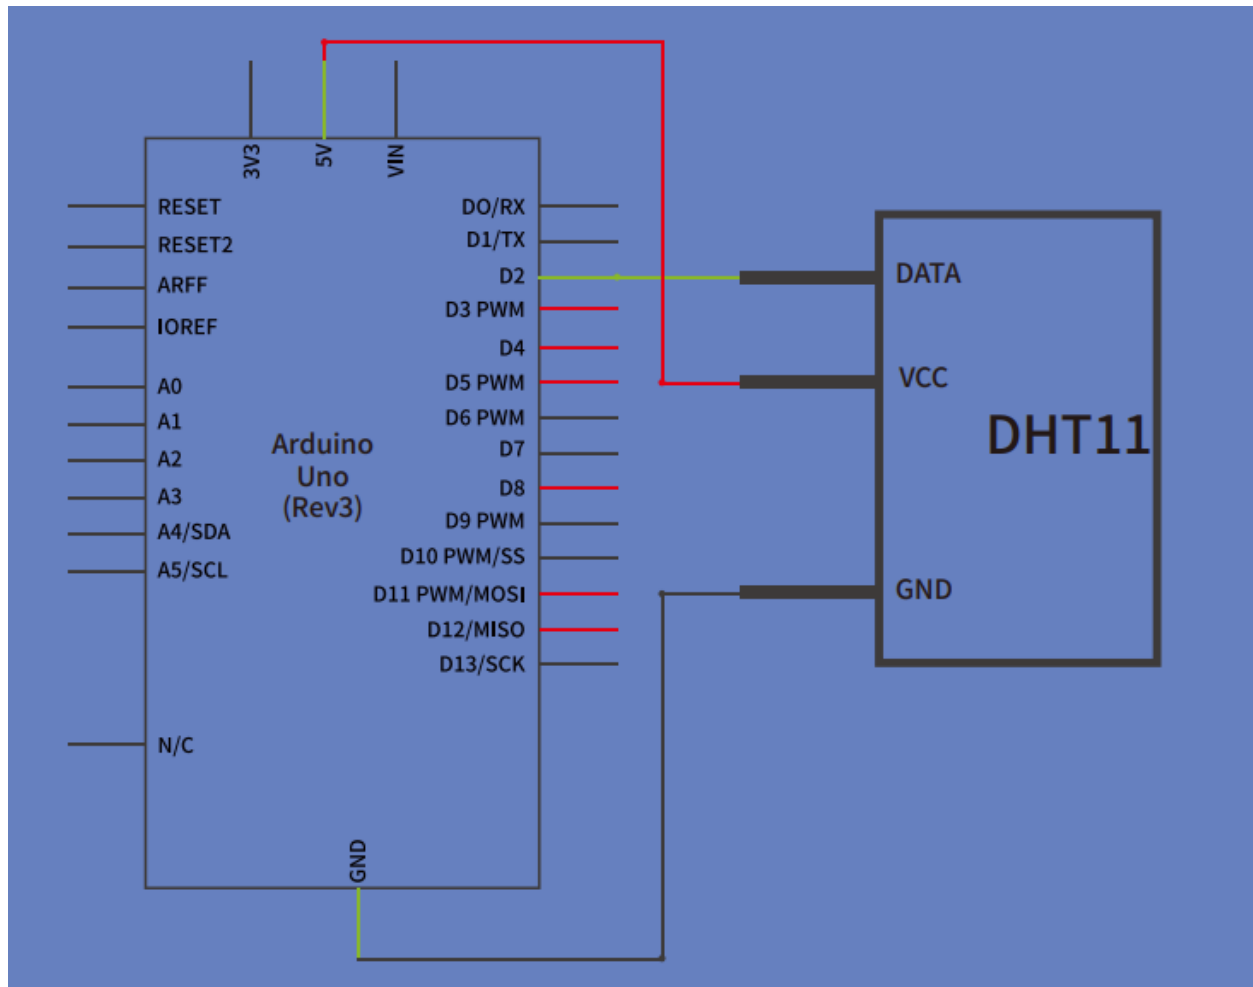 3V3
5V
VIN
RESET
RESET2
ARFF
IOREF
A0
A1
A2
A3
A4/SDA
A5/SCL
N/C
Arduino
Uno
(Rev3)
DO/RX
D1/TX
D2
D3 PWM
D4
D5 PWM
D6 PWM
D7
D8
D9 PWM
D10 PWM/SS
D11 PWM/MOSI
D12/MISO
D13/SCK
GND
DATA
VCC
DHT11
GND